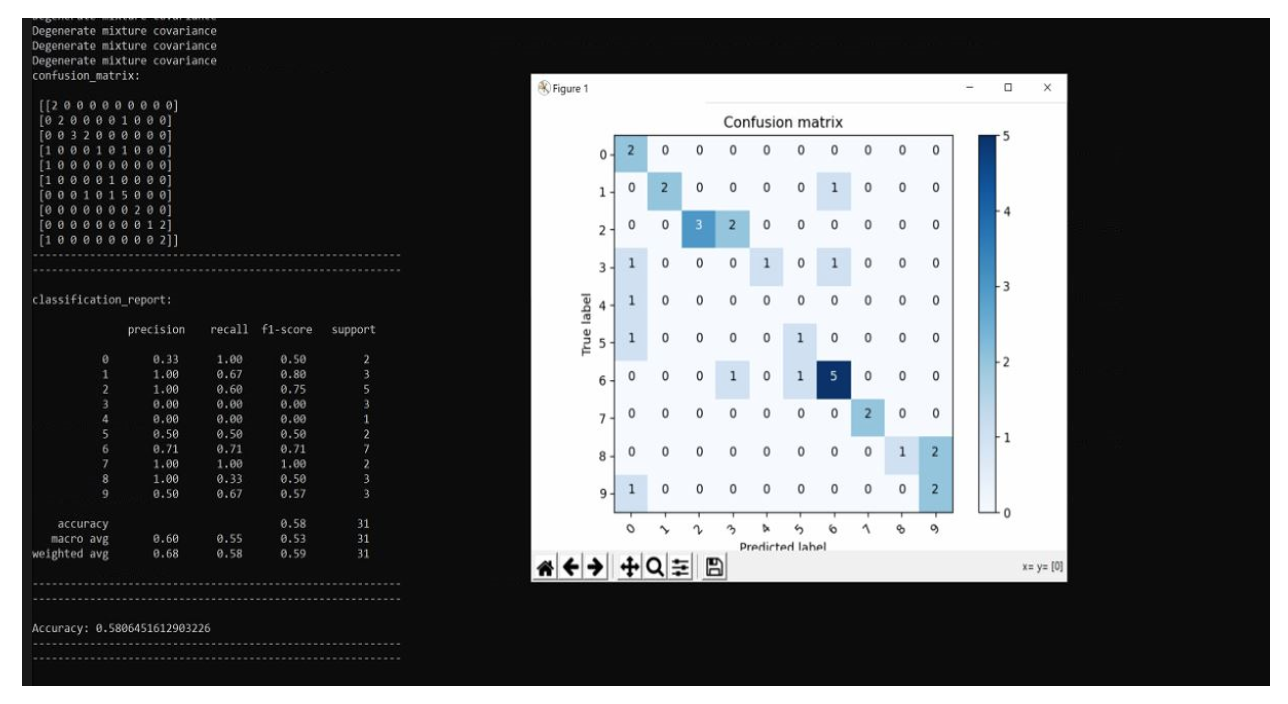 Degenerate mixture covariance
Degenerate mixture covariance
Degenerate mixture covariance
Degenerate mixture covariance
confusion_matrix:
[[2 0 0 0 0 0 0 0 0 0]
[0 2 0 0 0 0 1 0 0 0]
[0 0 3 2 0 0 0 0 0 0]
[1 0 0 0 1 0 1 0 0 0]
[1 0 0 0 0 0 0 0 0 0]
[1 0 0 0 0 1 0 0 0 0]
[0 0 0 1 0 1 5 0 0 0]
[0 0 0 0 0 0 0 2 0 0]
[0 0 0 0 0 0 0 0 1 2]
[1 0 0 0 0 0 0 0 0 2]]
-------------------------------------------------------------
-------------------------------------------------------------
classification_report:
precision recall f1-score support
0 0.33 1.00 0.50 2
1 1.00 0.67 0.80 3
2 1.00 0.60 0.75 5
3 0.00 0.00 0.00 3
4 0.00 0.00 0.00 1
5 0.50 0.50 0.50 2
6 0.71 0.71 0.71 7
7 1.00 1.00 1.00 2
8 1.00 0.33 0.50 3
9 0.50 0.67 0.57 3
accuracy 0.58 31
macro avg 0.60 0.55 0.53 31
weighted avg 0.68 0.58 0.59 31
-------------------------------------------------------------
-------------------------------------------------------------
Accuracy: 0.5806451612903226
-------------------------------------------------------------
-------------------------------------------------------------
Figure 1
Confusion matrix
0 2 0 0 0 0 0 0 0 0 0
1 0 2 0 0 0 0 1 0 0 0
2 0 0 3 2 0 0 0 0 0 0
3 1 0 0 0 1 0 1 0 0 0
4 1 0 0 0 0 0 0 0 0 0
5 1 0 0 0 0 1 0 0 0 0
6 0 0 0 1 0 1 5 0 0 0
7 0 0 0 0 0 0 0 2 0 0
8 0 0 0 0 0 0 0 0 1 2
9 1 0 0 0 0 0 0 0 0 2
0 1 2 3 4 5 6 7 8 9
True label
Predicted label
5
4
3
2
1
0
x= y= [0]